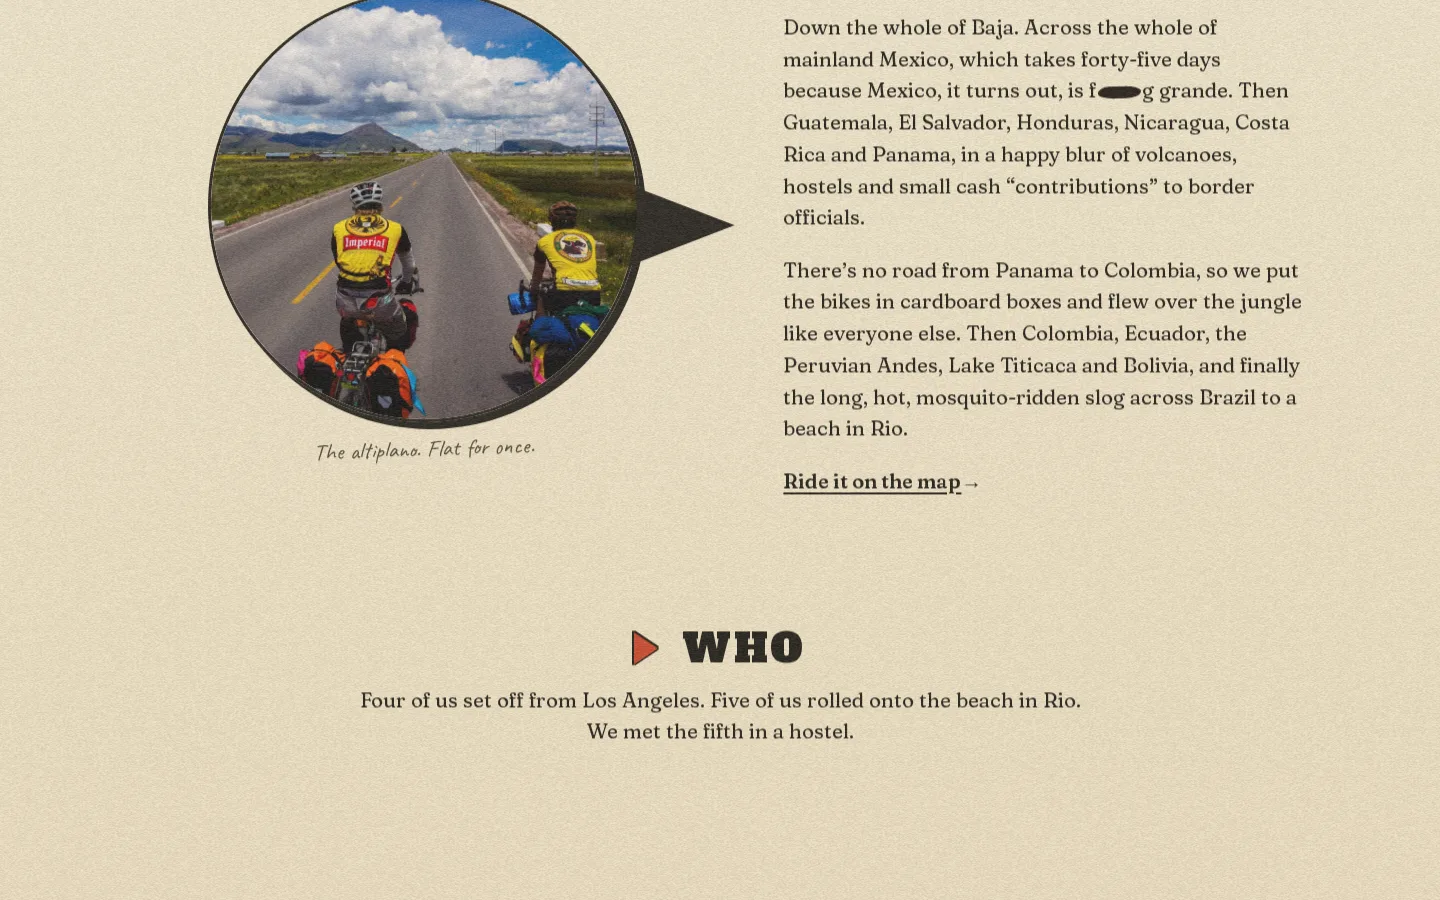 Imperial
The altiplano. Flat for once.
Down the whole of Baja. Across the whole of
mainland Mexico, which takes forty-five days
because Mexico, it turns out, is f g grande. Then
Guatemala, El Salvador, Honduras, Nicaragua, Costa
Rica and Panama, in a happy blur of volcanoes,
hostels and small cash “contributions” to border
officials.
There’s no road from Panama to Colombia, so we put
the bikes in cardboard boxes and flew over the jungle
like everyone else. Then Colombia, Ecuador, the
Peruvian Andes, Lake Titicaca and Bolivia, and finally
the long, hot, mosquito-ridden slog across Brazil to a
beach in Rio.
Ride it on the map→
WHO
Four of us set off from Los Angeles. Five of us rolled onto the beach in Rio.
We met the fifth in a hostel.